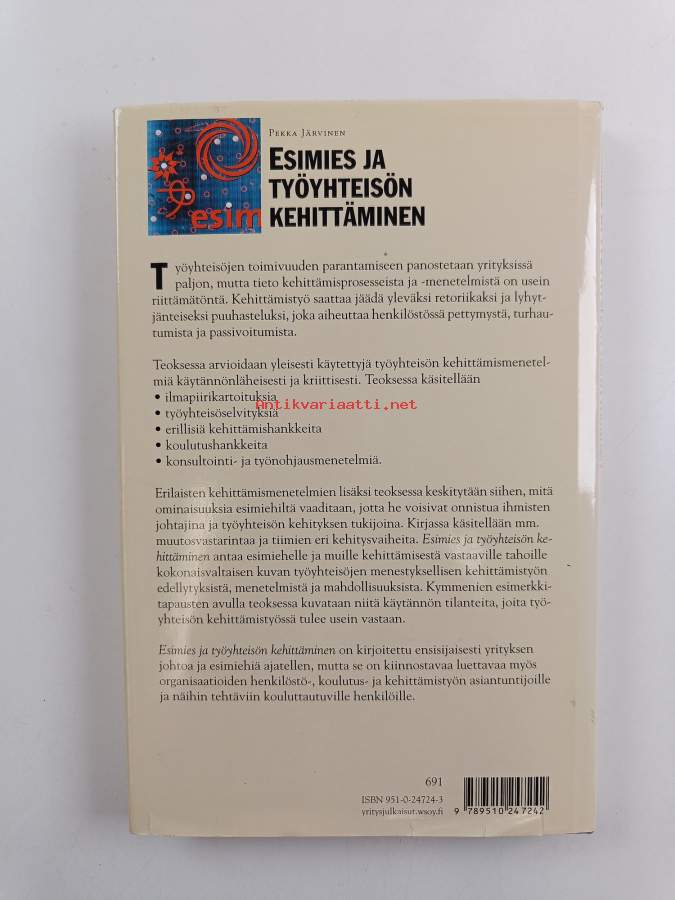 PEKKA JÄRVINEN
ESIMIES JA
TYÖYHTEISÖN
KEHITTÄMINEN
esim
Työyhteisöjen toimivuuden parantamiseen panostetaan yrityksissä
paljon, mutta tieto kehittämisprosesseista ja -menetelmistä on usein
riittämätöntä. Kehittämistyö saattaa jäädä yleväksi retoriikaksi ja lyhyt-
jänteiseksi puuhasteluksi, joka aiheuttaa henkilöstössä pettymystä, turhau-
tumista ja passivoitumista.
Teoksessa arvioidaan yleisesti käytettyjä työyhteisön kehittämismenetel-
miä käytännönläheisesti ja kriittisesti. Teoksessa käsitellään
• ilmapiirikartoituksia
Antikvariaatti.net
• työyhteisöselvityksiä
• erillisiä kehittämishankkeita
• koulutushankkeita
• konsultointi- ja työnohjausmenetelmiä.
Erilaisten kehittämismenetelmien lisäksi teoksessa keskitytään siihen, mitä
ominaisuuksia esimiehiltä vaaditaan, jotta he voisivat onnistua ihmisten
johtajina ja työyhteisön kehityksen tukijoina. Kirjassa käsitellään mm.
muutosvastarintaa ja tiimien eri kehitysvaiheita. Esimies ja työyhteisön ke-
hittäminen antaa esimiehelle ja muille kehittämisestä vastaaville tahoille
kokonaisvaltaisen kuvan työyhteisöjen menestyksellisen kehittämistyön
edellytyksistä, menetelmistä ja mahdollisuuksista. Kymmenien esimerkki-
tapausten avulla teoksessa kuvataan niitä käytännön tilanteita, joita työ-
yhteisön kehittämistyössä tulee usein vastaan.
Esimies ja työyhteisön kehittäminen on kirjoitettu ensisijaisesti yrityksen
johtoa ja esimiehiä ajatellen, mutta se on kiinnostavaa luettavaa myös
organisaatioiden henkilöstö-, koulutus- ja kehittämistyön asiantuntijoille
ja näihin tehtäviin kouluttautuville henkilöille.
691
ISBN 951-0-24724-3
yritysjulkaisut.wsoy.fi
9 789510 247242